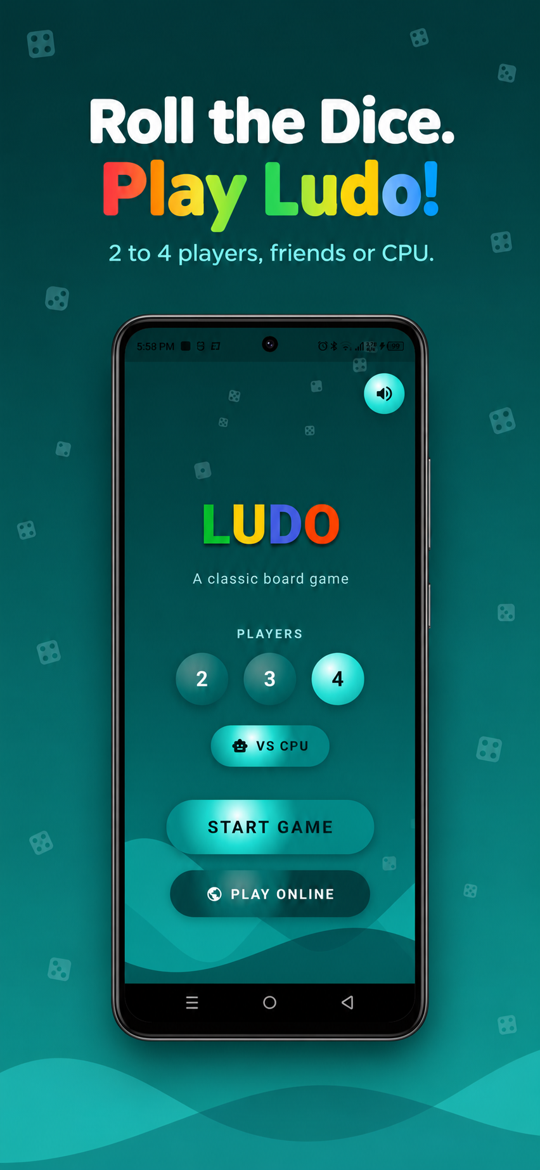 Roll the Dice.
Play Ludo!
2 to 4 players, friends or CPU.
5:58 PM
LUDO
A classic board game
PLAYERS
2 3 4
VS CPU
START GAME
PLAY ONLINE